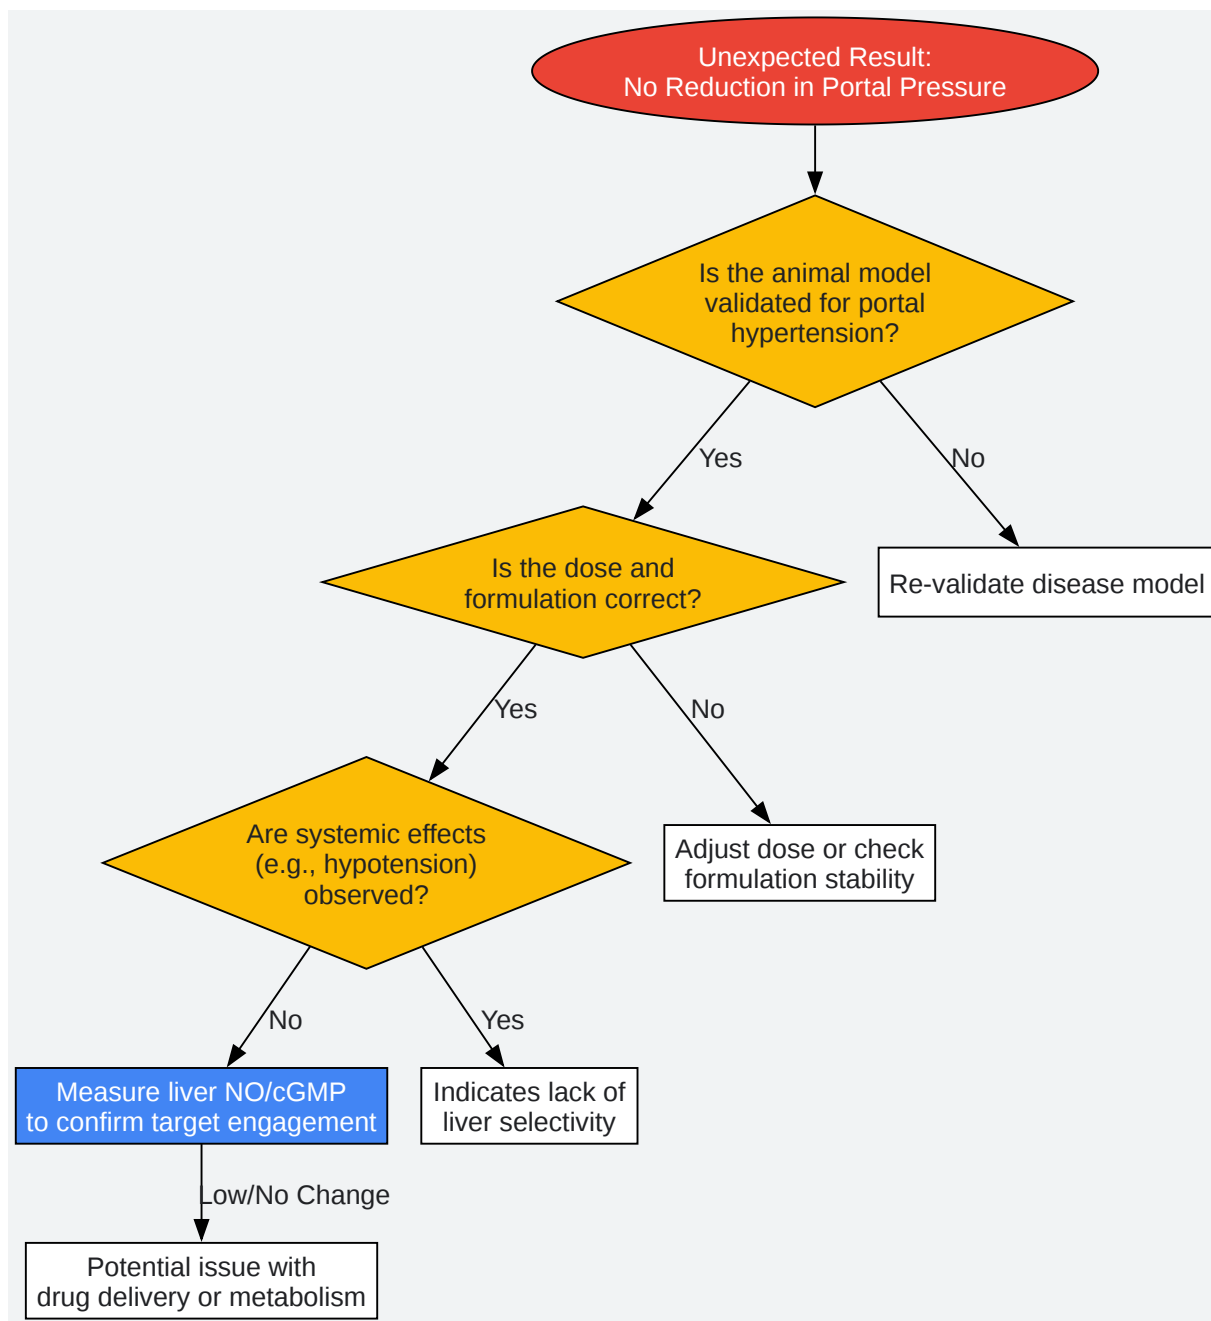 Unexpected Result:
No Reduction in Portal Pressure
Is the animal model
validated for portal
hypertension?
Yes
No
Is the dose and
formulation correct?
Re-validate disease model
Yes
No
Are systemic effects
(e.g., hypotension)
observed?
Adjust dose or check
formulation stability
No
Yes
Measure liver NO/cGMP
to confirm target engagement
Indicates lack of
liver selectivity
Low/No Change
Potential issue with
drug delivery or metabolism